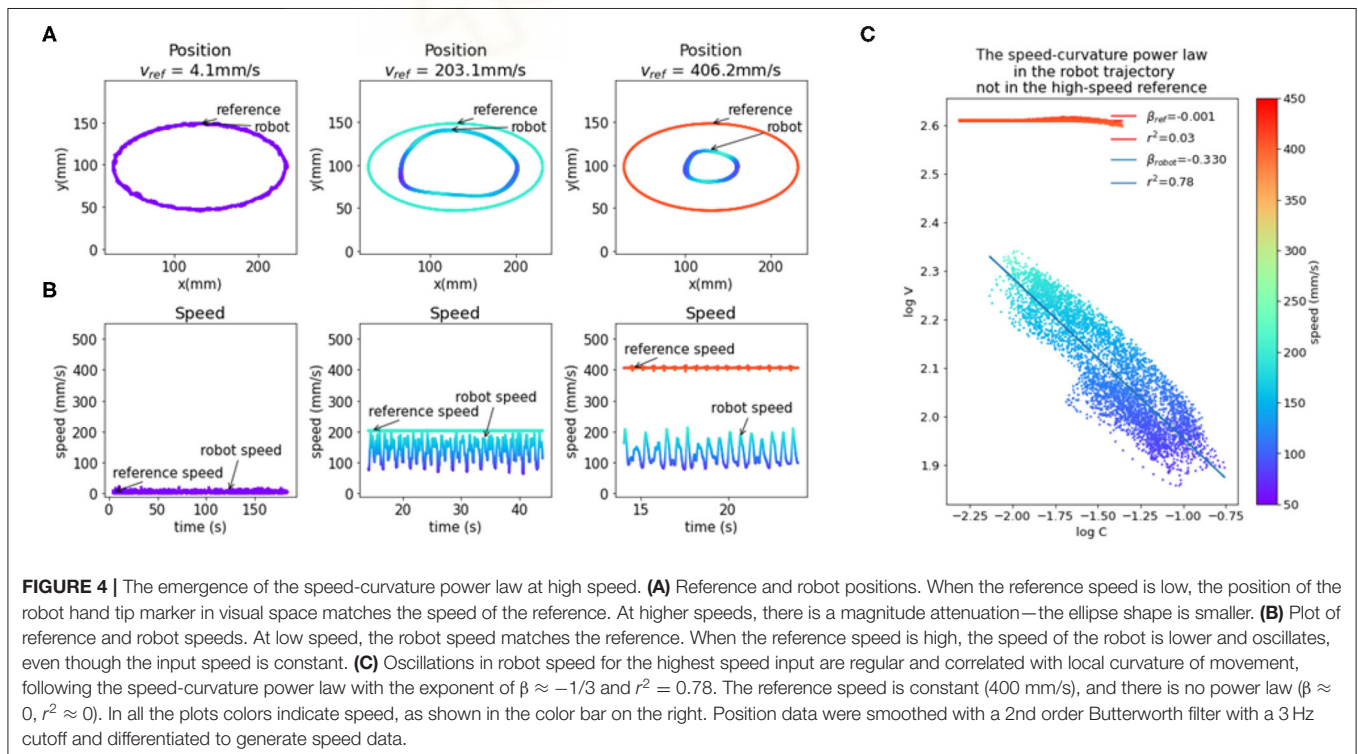 A
Position
v_ref = 4.1mm/s
reference
robot
y(mm)
150
100
50
0
100
200
x(mm)
Position
v_ref = 203.1mm/s
reference
robot
y(mm)
150
100
50
0
100
200
x(mm)
Position
v_ref = 406.2mm/s
reference
robot
y(mm)
150
100
50
0
100
200
x(mm)
B
Speed
speed (mm/s)
500
400
300
200
100
0
robot speed
reference speed
0
50
100
150
time (s)
Speed
speed (mm/s)
500
400
300
200
100
0
robot speed
reference speed
20
30
40
time (s)
Speed
speed (mm/s)
500
400
300
200
100
0
reference speed
robot speed
20
time (s)
C
The speed-curvature power law
in the robot trajectory
not in the high-speed reference
β_ref=-0.001
r²=0.03
β_robot=-0.330
r²=0.78
log V
2.6
2.5
2.4
2.3
2.2
2.1
2.0
1.9
−2.25 −2.00 −1.75 −1.50 −1.25 −1.00 −0.75
log C
450
400
350
300
250
200
150
100
50
speed (mm/s)
FIGURE 4 | The emergence of the speed-curvature power law at high speed. (A) Reference and robot positions. When the reference speed is low, the position of the
robot hand tip marker in visual space matches the speed of the reference. At higher speeds, there is a magnitude attenuation—the ellipse shape is smaller. (B) Plot of
reference and robot speeds. At low speed, the robot speed matches the reference. When the reference speed is high, the speed of the robot is lower and oscillates,
even though the input speed is constant. (C) Oscillations in robot speed for the highest speed input are regular and correlated with local curvature of movement,
following the speed-curvature power law with the exponent of β ≈ −1/3 and r² = 0.78. The reference speed is constant (400 mm/s), and there is no power law (β ≈
0, r² ≈ 0). In all the plots colors indicate speed, as shown in the color bar on the right. Position data were smoothed with a 2nd order Butterworth filter with a 3 Hz
cutoff and differentiated to generate speed data.